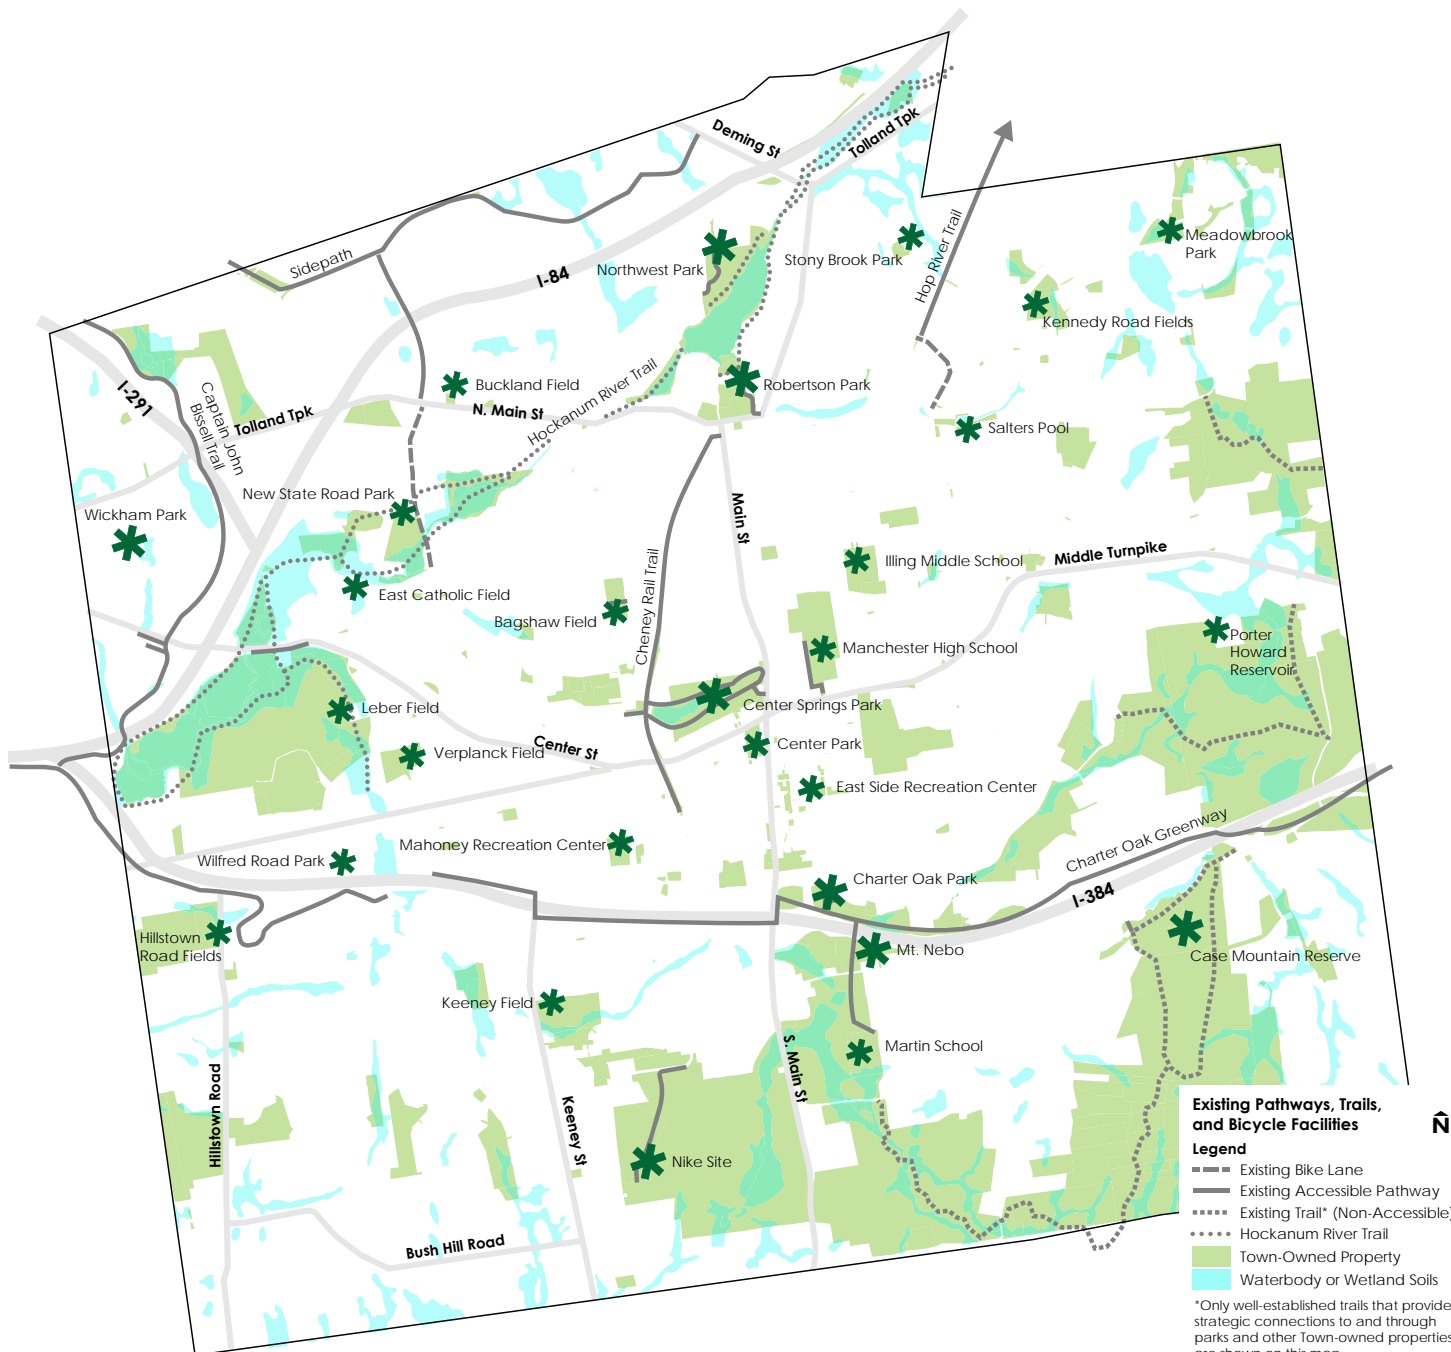 Deming St
Tolland Tpk
Sidepath
I-84
Northwest Park
Stony Brook Park
Hop River Trail
Meadowbrook
Park
Kennedy Road Fields
I-291
Captain John
Bissell Trail
Tolland Tpk
Buckland Field
N. Main St
Hockanum River Trail
Robertson Park
Salters Pool
New State Road Park
Wickham Park
Main St
Illing Middle School
Middle Turnpike
East Catholic Field
Bagshaw Field
Cheney Rail Trail
Manchester High School
Porter
Howard
Reservoir
Leber Field
Center Springs Park
Verplanck Field
Center St
Center Park
East Side Recreation Center
Mahoney Recreation Center
Wilfred Road Park
Charter Oak Greenway
Charter Oak Park
I-384
Hillstown
Road Fields
Mt. Nebo
Case Mountain Reserve
Keeney Field
Martin School
S. Main St
Hillstown Road
Keeney St
Nike Site
Bush Hill Road
Existing Pathways, Trails,
and Bicycle Facilities
N
Legend
Existing Bike Lane
Existing Accessible Pathway
Existing Trail* (Non-Accessible)
Hockanum River Trail
Town-Owned Property
Waterbody or Wetland Soils
*Only well-established trails that provide
strategic connections to and through
parks and other Town-owned properties
are shown on this map